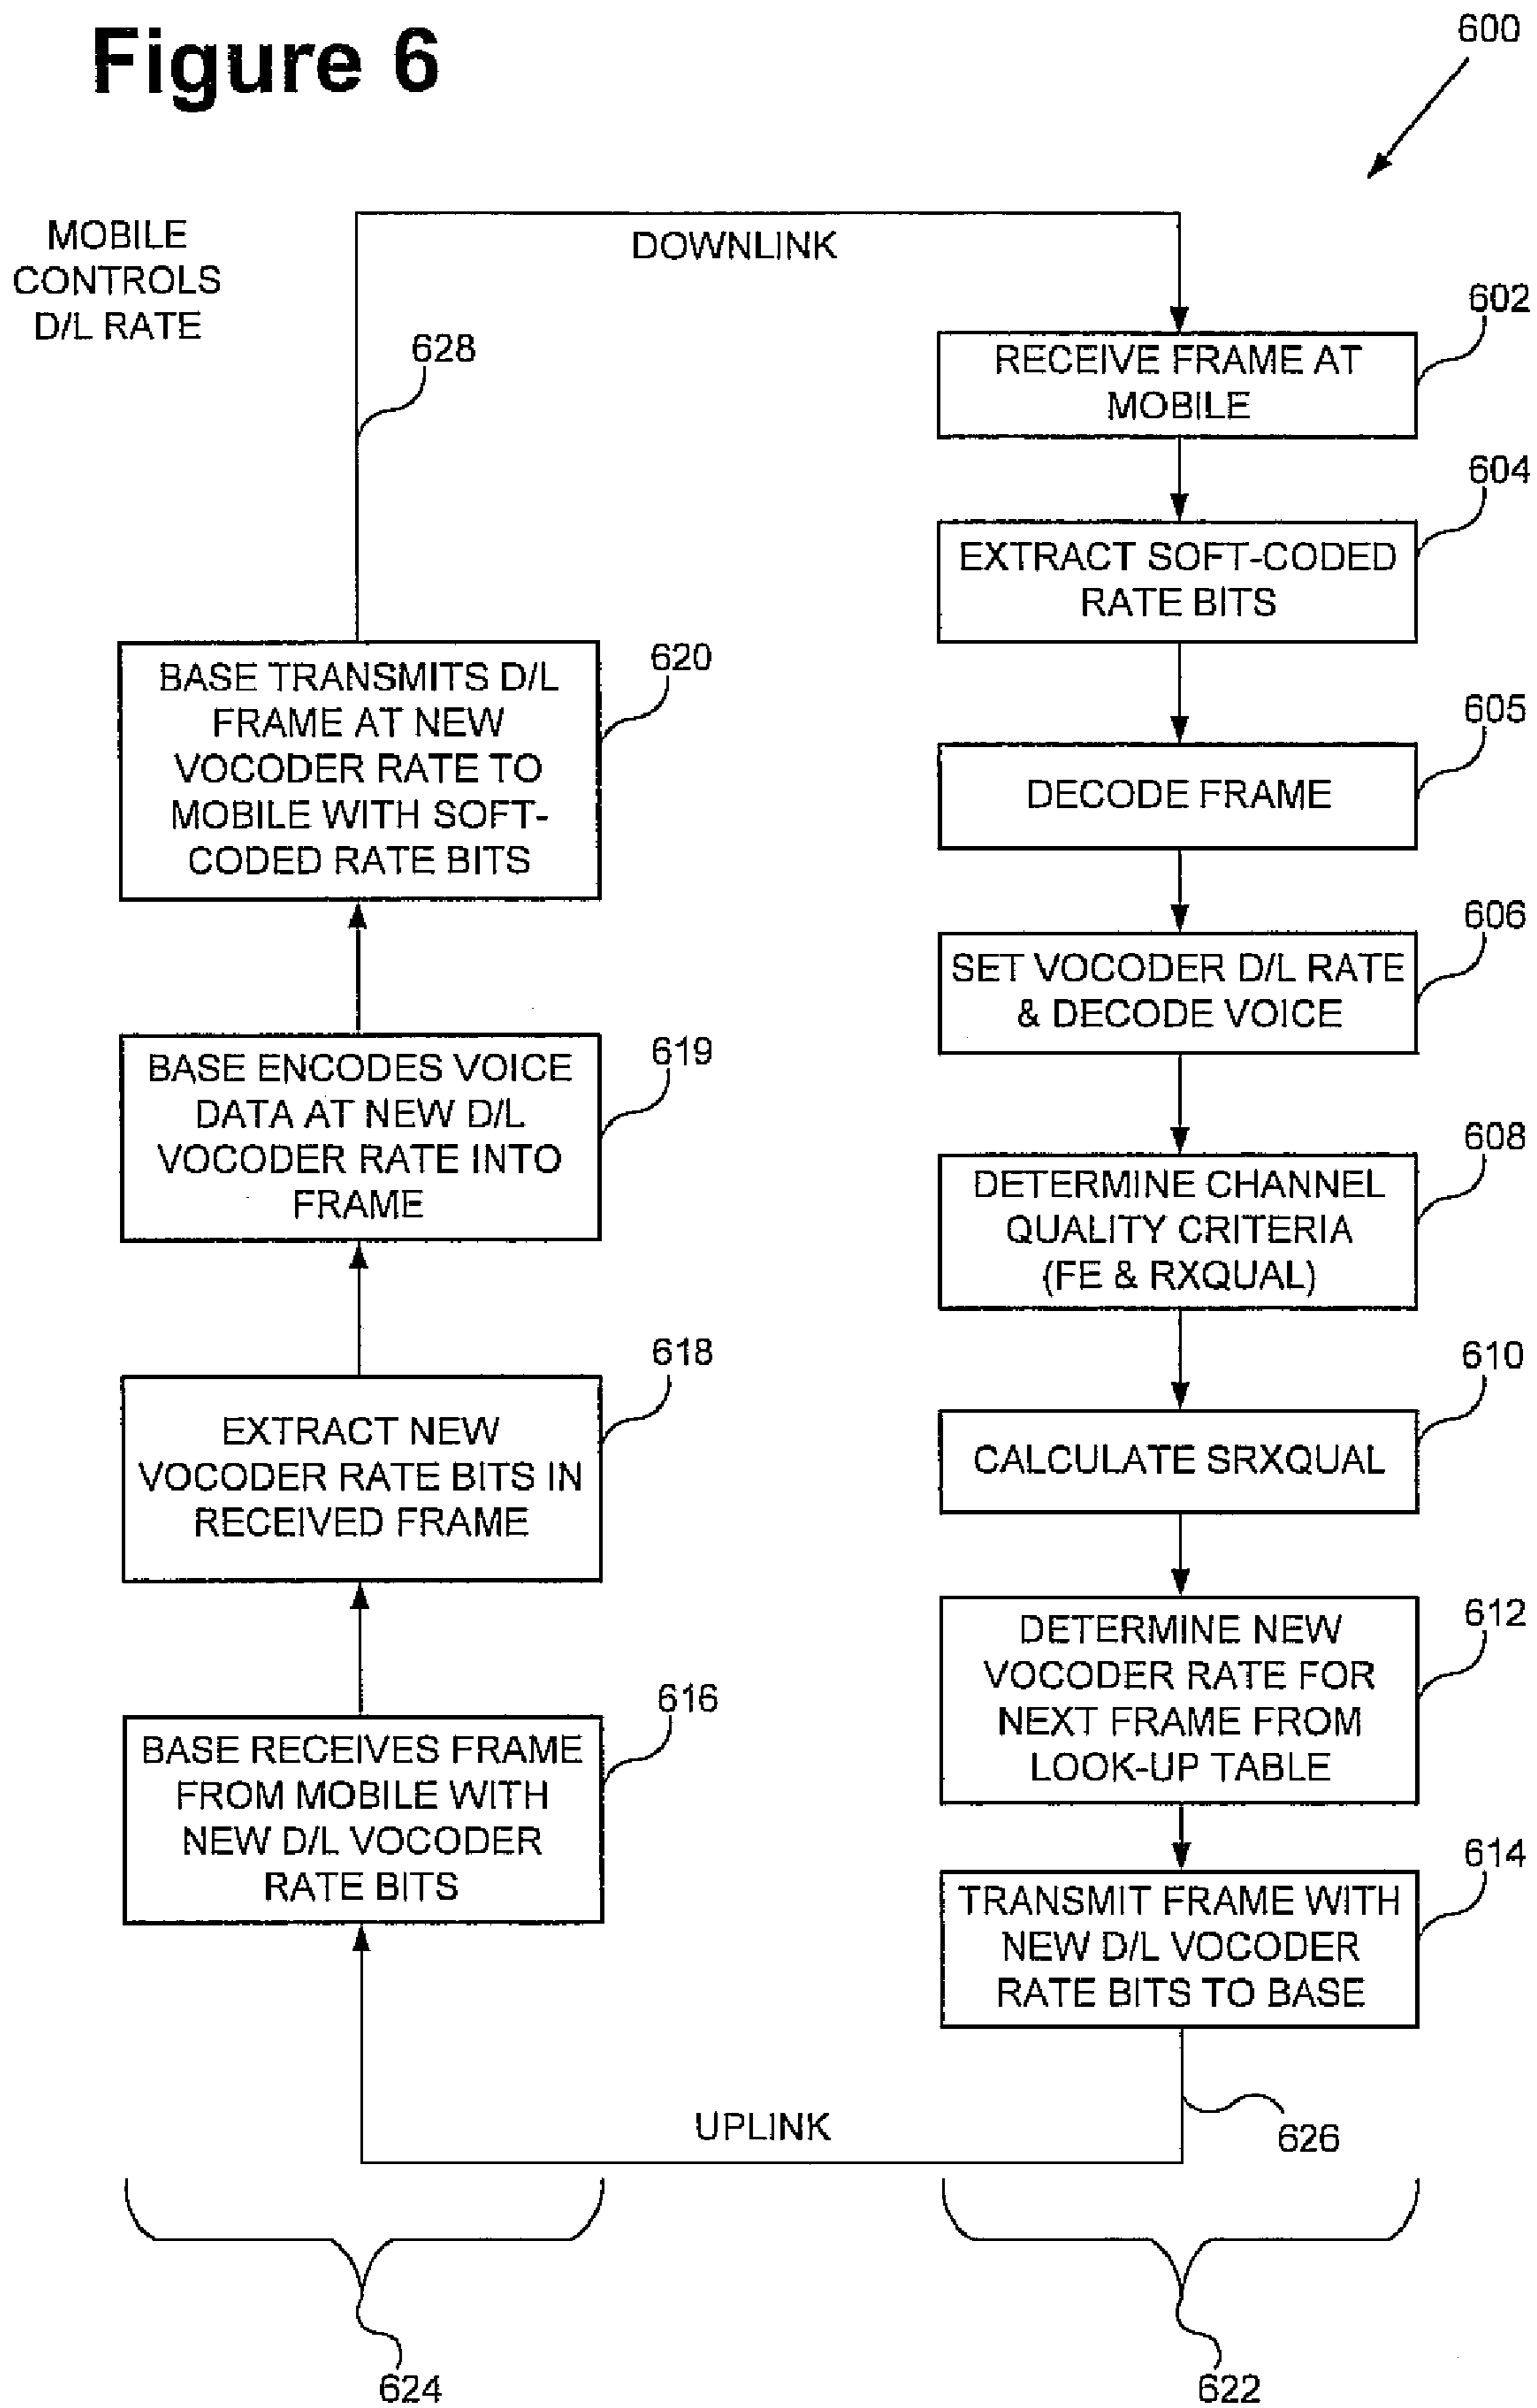 Figure 6
600
MOBILE
CONTROLS
D/L RATE
DOWNLINK
628
602
RECEIVE FRAME AT
MOBILE
604
EXTRACT SOFT-CODED
RATE BITS
605
DECODE FRAME
606
SET VOCODER D/L RATE
& DECODE VOICE
608
DETERMINE CHANNEL
QUALITY CRITERIA
(FE & RXQUAL)
610
CALCULATE SRXQUAL
612
DETERMINE NEW
VOCODER RATE FOR
NEXT FRAME FROM
LOOK-UP TABLE
614
TRANSMIT FRAME WITH
NEW D/L VOCODER
RATE BITS TO BASE
626
UPLINK
616
BASE RECEIVES FRAME
FROM MOBILE WITH
NEW D/L VOCODER
RATE BITS
618
EXTRACT NEW
VOCODER RATE BITS IN
RECEIVED FRAME
619
BASE ENCODES VOICE
DATA AT NEW D/L
VOCODER RATE INTO
FRAME
620
BASE TRANSMITS D/L
FRAME AT NEW
VOCODER RATE TO
MOBILE WITH SOFT-
CODED RATE BITS
624
622